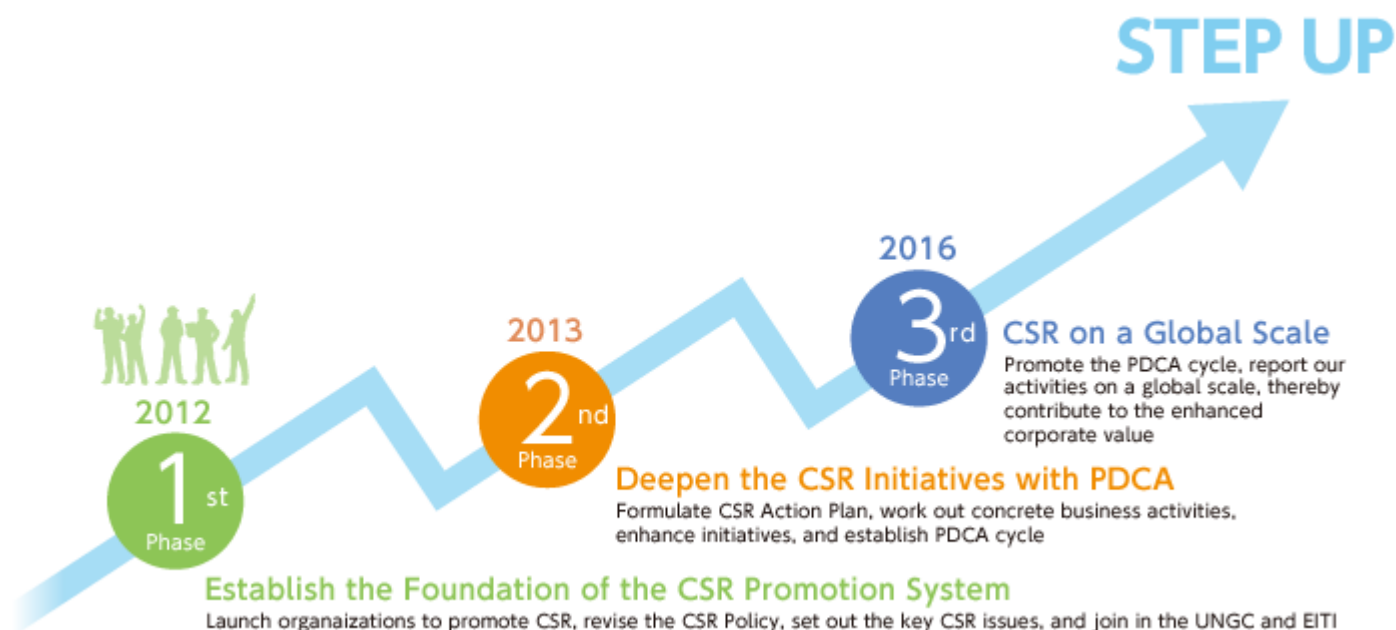 STEP UP
2016
3rd
Phase
CSR on a Global Scale
Promote the PDCA cycle, report our
activities on a global scale, thereby
contribute to the enhanced
corporate value
2013
2nd
Phase
Deepen the CSR Initiatives with PDCA
Formulate CSR Action Plan, work out concrete business activities,
enhance initiatives, and establish PDCA cycle
2012
1st
Phase
Establish the Foundation of the CSR Promotion System
Launch organaizations to promote CSR, revise the CSR Policy, set out the key CSR issues, and join in the UNGC and EITI